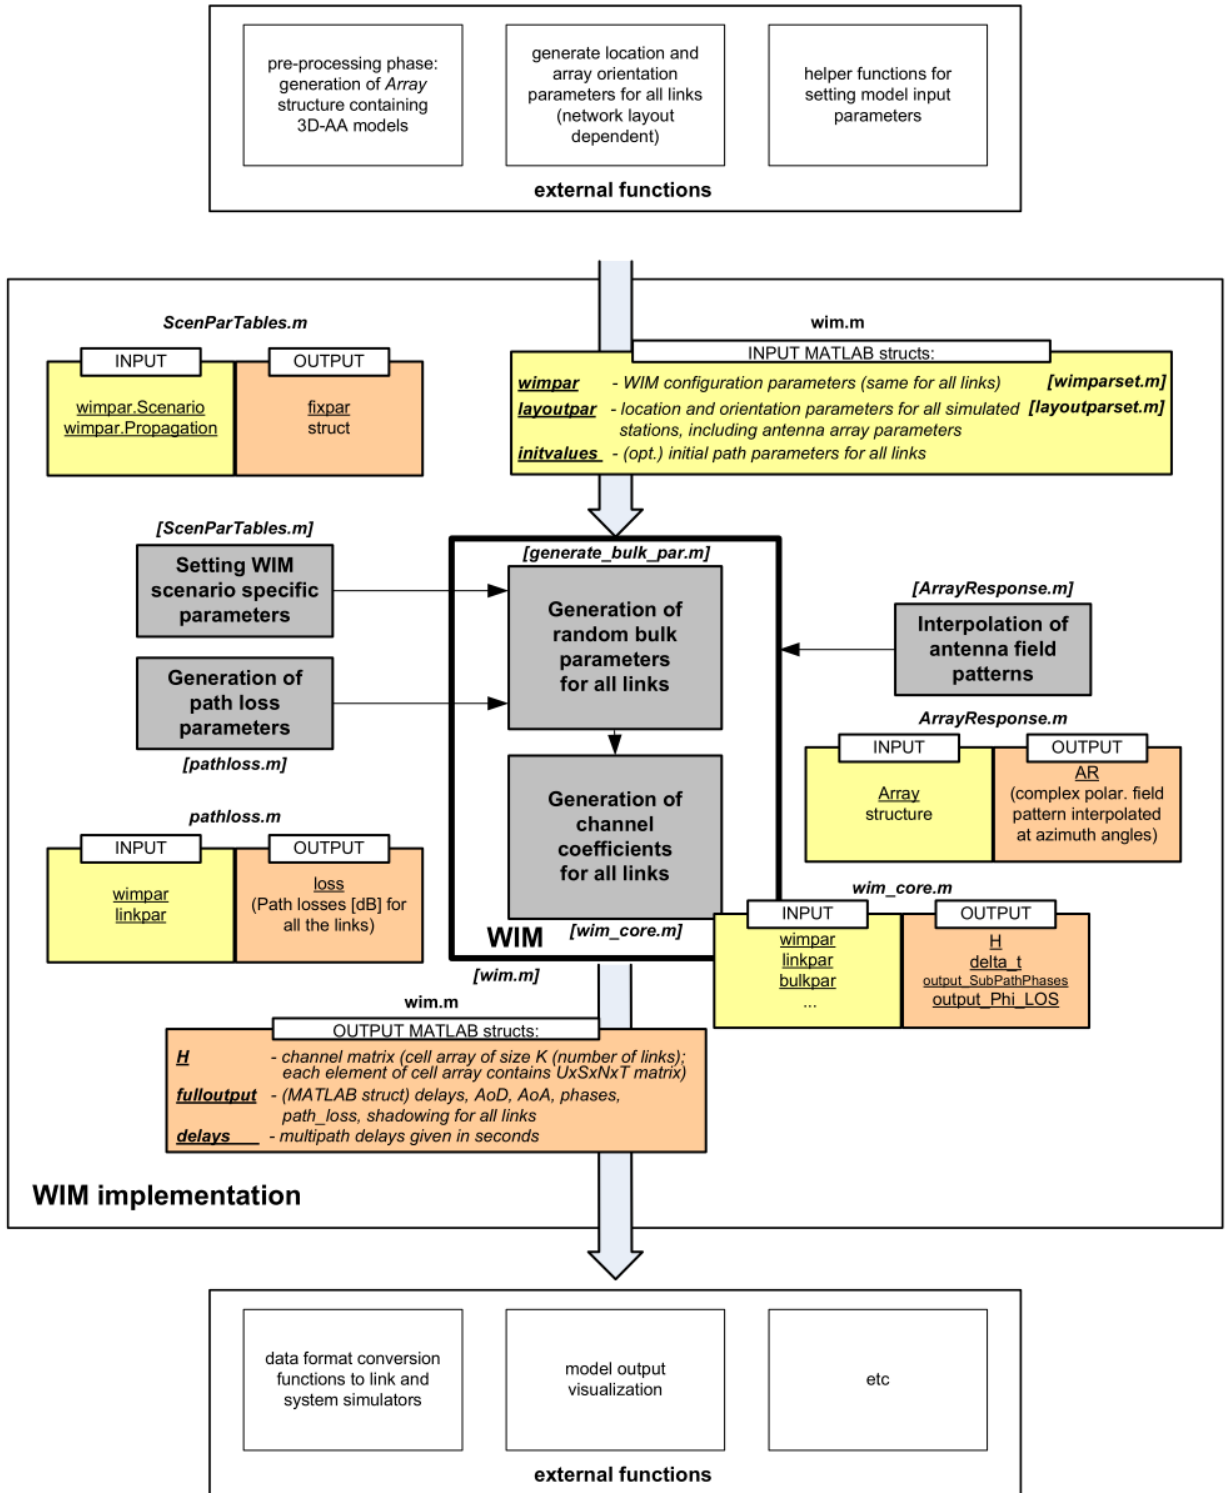 pre-processing phase:
generation of Array
structure containing
3D-AA models
generate location and
array orientation
parameters for all links
(network layout
dependent)
helper functions for
setting model input
parameters
external functions
ScenParTables.m
INPUT
OUTPUT
wimpar.Scenario
wimpar.Propagation
fixpar
struct
wim.m
INPUT MATLAB structs:
wimpar - WIM configuration parameters (same for all links) [wimparset.m]
layoutpar - location and orientation parameters for all simulated [layoutparset.m]
stations, including antenna array parameters
initvalues - (opt.) initial path parameters for all links
[ScenParTables.m]
Setting WIM
scenario specific
parameters
Generation of
path loss
parameters
[pathloss.m]
[generate_bulk_par.m]
Generation of
random bulk
parameters
for all links
Generation of
channel
coefficients
for all links
[wim_core.m]
WIM
[wim.m]
[ArrayResponse.m]
Interpolation of
antenna field
patterns
ArrayResponse.m
INPUT
OUTPUT
Array
structure
AR
(complex polar. field
pattern interpolated
at azimuth angles)
pathloss.m
INPUT
OUTPUT
wimpar
linkpar
loss
(Path losses [dB] for
all the links)
wim_core.m
INPUT
OUTPUT
wimpar
linkpar
bulkpar
...
H
delta_t
output_SubPathPhases
output_Phi_LOS
wim.m
OUTPUT MATLAB structs:
H - channel matrix (cell array of size K (number of links);
each element of cell array contains UxSxNxT matrix)
fulloutput - (MATLAB struct) delays, AoD, AoA, phases,
path_loss, shadowing for all links
delays - multipath delays given in seconds
WIM implementation
data format conversion
functions to link and
system simulators
model output
visualization
etc
external functions